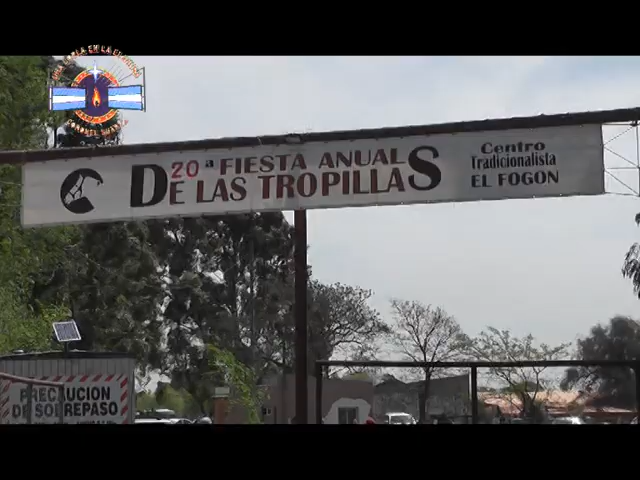 20ª FIESTA ANUAL
DE LAS TROPILLAS
Centro
Tradicionalista
EL FOGON
PRECAUCION
DE SOBREPASO